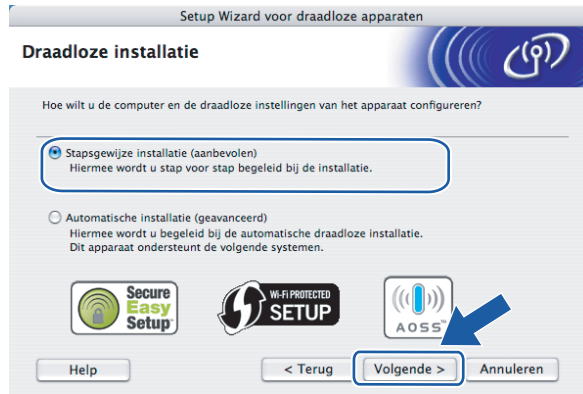 Setup Wizard voor draadloze apparaten
Draadloze installatie
Hoe wilt u de computer en de draadloze instellingen van het apparaat configureren?
Stapsgewijze installatie (aanbevolen)
Hiermee wordt u stap voor stap begeleid bij de installatie.
Automatische installatie (geavanceerd)
Hiermee wordt u begeleid bij de automatische draadloze installatie.
Dit apparaat ondersteunt de volgende systemen.
Secure
Easy
Setup
Wi-Fi PROTECTED
SETUP
AOSS™
Help
< Terug
Volgende >
Annuleren